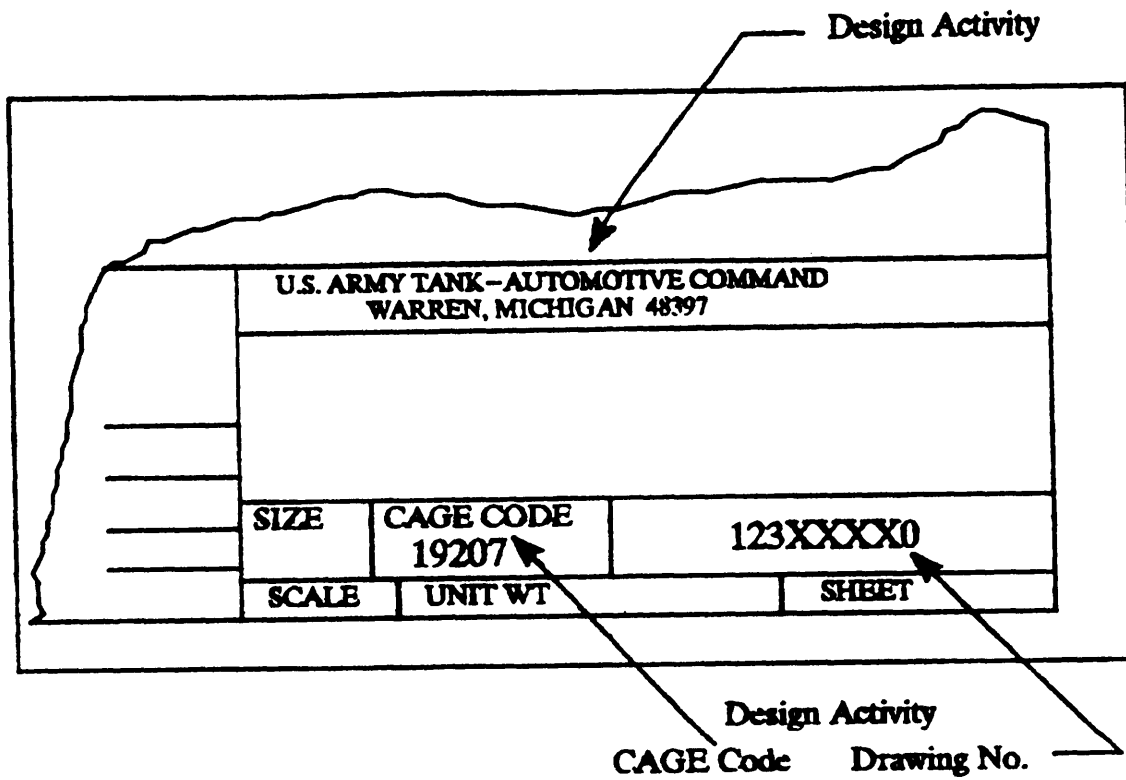 Design Activity
U.S. ARMY TANK-AUTOMOTIVE COMMAND
WARREN, MICHIGAN 48397
SIZE
CAGE CODE
19207
123XXXX0
SCALE
UNIT WT
SHEET
Design Activity
CAGE Code
Drawing No.